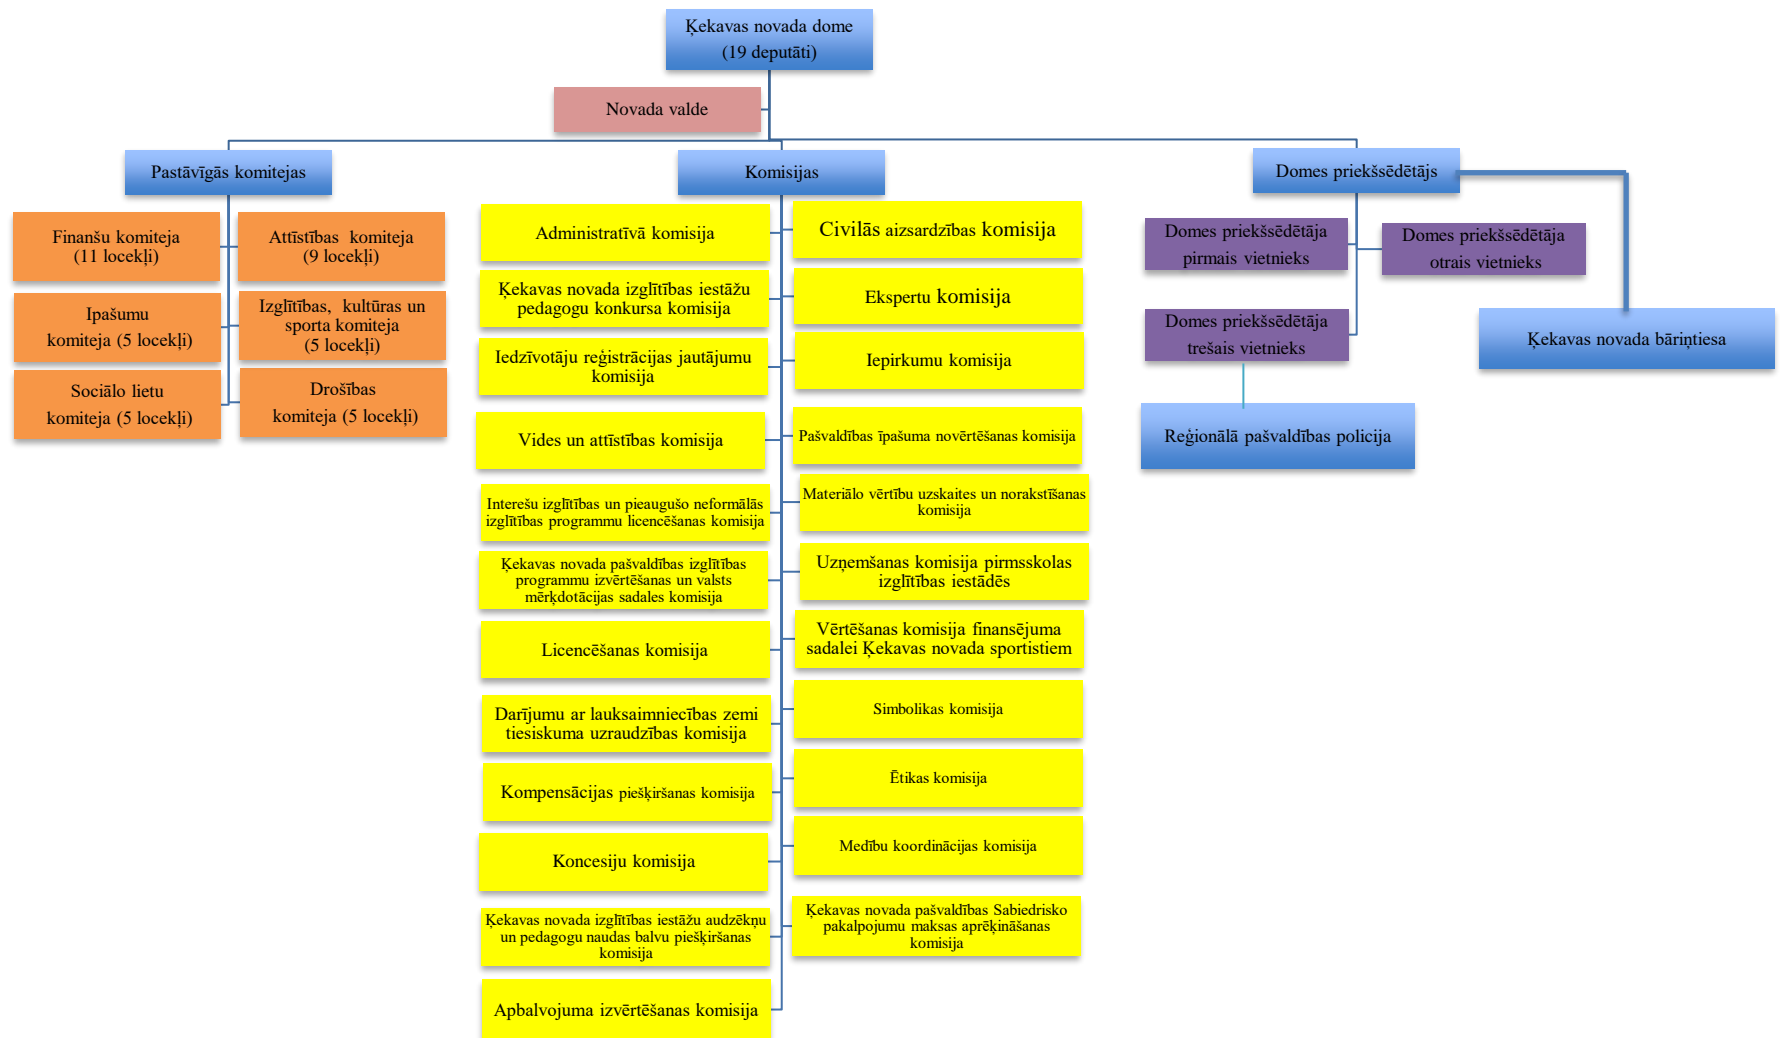 Ķekavas novada dome
(19 deputāti)
Novada valde
Pastāvīgās komitejas
Komisijas
Domes priekšsēdētājs
Finanšu komiteja
(11 locekļi)
Attīstības komiteja
(9 locekļi)
Ipašumu
komiteja (5 locekļi)
Izglītības, kultūras un
sporta komiteja
(5 locekļi)
Sociālo lietu
komiteja (5 locekļi)
Drošības
komiteja (5 locekļi)
Administratīvā komisija
Civilās aizsardzības komisija
Ķekavas novada izglītības iestāžu
pedagogu konkursa komisija
Ekspertu komisija
Iedzīvotāju reģistrācijas jautājumu
komisija
Iepirkumu komisija
Vides un attīstības komisija
Pašvaldības īpašuma novērtēšanas komisija
Interešu izglītības un pieaugušo neformālās
izglītības programmu licencēšanas komisija
Materiālo vērtību uzskaites un norakstīšanas
komisija
Ķekavas novada pašvaldības izglītības
programmu izvērtēšanas un valsts
mērķdotācijas sadales komisija
Uzņemšanas komisija pirmsskolas
izglītības iestādēs
Licencēšanas komisija
Vērtēšanas komisija finansējuma
sadalei Ķekavas novada sportistiem
Darījumu ar lauksaimniecības zemi
tiesiskuma uzraudzības komisija
Simbolikas komisija
Kompensācijas piešķiršanas komisija
Ētikas komisija
Koncesiju komisija
Medību koordinācijas komisija
Ķekavas novada izglītības iestāžu audzēkņu
un pedagogu naudas balvu piešķiršanas
komisija
Ķekavas novada pašvaldības Sabiedrisko
pakalpojumu maksas aprēķināšanas
komisija
Apbalvojuma izvērtēšanas komisija
Domes priekšsēdētāja
pirmais vietnieks
Domes priekšsēdētāja
otrais vietnieks
Domes priekšsēdētāja
trešais vietnieks
Ķekavas novada bāriņtiesa
Reģionālā pašvaldības policija